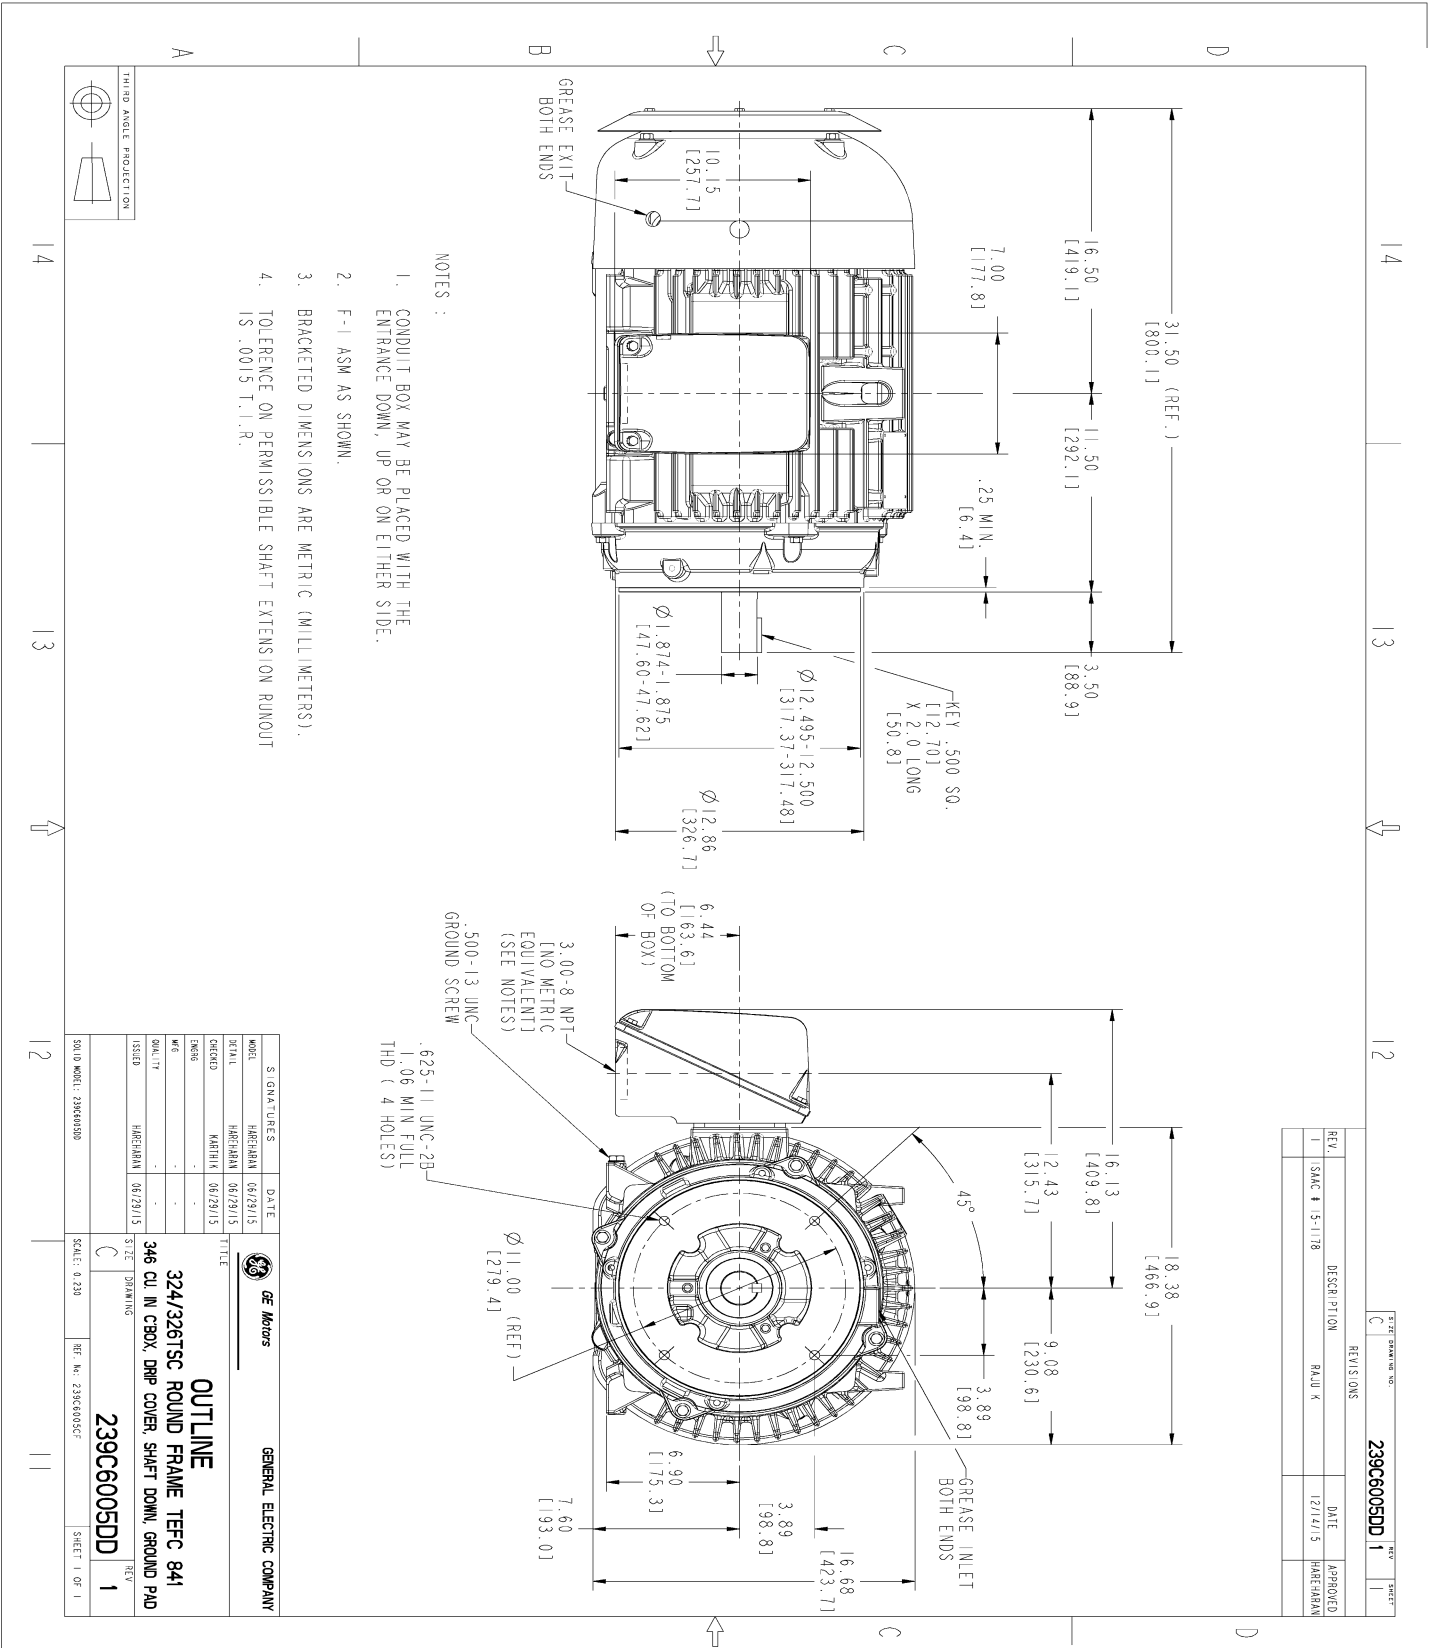 SIZE DRAWING NO. REV SHEET
C 239C6005DD 1 1
REVISIONS
REV. DESCRIPTION DATE APPROVED
1 ISAAC # 15-1178 RAJU K 12/14/15 HAREHARAN
14
13
12
11
D
C
B
A
31.50 (REF.)
[800.1]
16.50
[419.1]
11.50
[292.1]
3.50
[88.9]
7.00
[177.8]
.25 MIN.
[6.4]
KEY .500 SQ.
[12.70]
X 2.0 LONG
[50.8]
10.15
[257.7]
GREASE EXIT
BOTH ENDS
Ø1.874-1.875
[47.60-47.62]
Ø12.495-12.500
[317.37-317.48]
Ø12.86
[326.7]
18.38
[466.9]
16.13
[409.8]
12.43
[315.7]
9.08
[230.6]
45°
3.89
[98.8]
GREASE INLET
BOTH ENDS
6.44
[163.6]
(TO BOTTOM
OF BOX)
3.00-8 NPT
[NO METRIC
EQUIVALENT]
(SEE NOTES)
.500-13 UNC
GROUND SCREW
.625-11 UNC-2B
1.06 MIN FULL
THD ( 4 HOLES)
Ø11.00 (REF)
[279.4]
16.68
[423.7]
3.89
[98.8]
6.90
[175.3]
7.60
[193.0]
NOTES :
1. CONDUIT BOX MAY BE PLACED WITH THE
ENTRANCE DOWN, UP OR ON EITHER SIDE.
2. F-1 ASM AS SHOWN.
3. BRACKETED DIMENSIONS ARE METRIC (MILLIMETERS).
4. TOLERENCE ON PERMISSIBLE SHAFT EXTENSION RUNOUT
IS .0015 T.I.R.
THIRD ANGLE PROJECTION
SIGNATURES DATE
MODEL HAREHARAN 06/29/15
DETAIL HAREHARAN 06/29/15
CHECKED KARTHIK 06/29/15
ENGRG - -
MFG - -
QUALITY - -
ISSUED HAREHARAN 06/29/15
SOLID MODEL: 239C6005DD
GE Motors GENERAL ELECTRIC COMPANY
TITLE
OUTLINE
324/326TSC ROUND FRAME TEFC 841
346 CU. IN C'BOX, DRIP COVER, SHAFT DOWN, GROUND PAD
SIZE DRAWING REV
C 239C6005DD 1
SCALE: 0.230 REF. No: 239C6005CF SHEET 1 OF 1
14
13
12
11
D
C